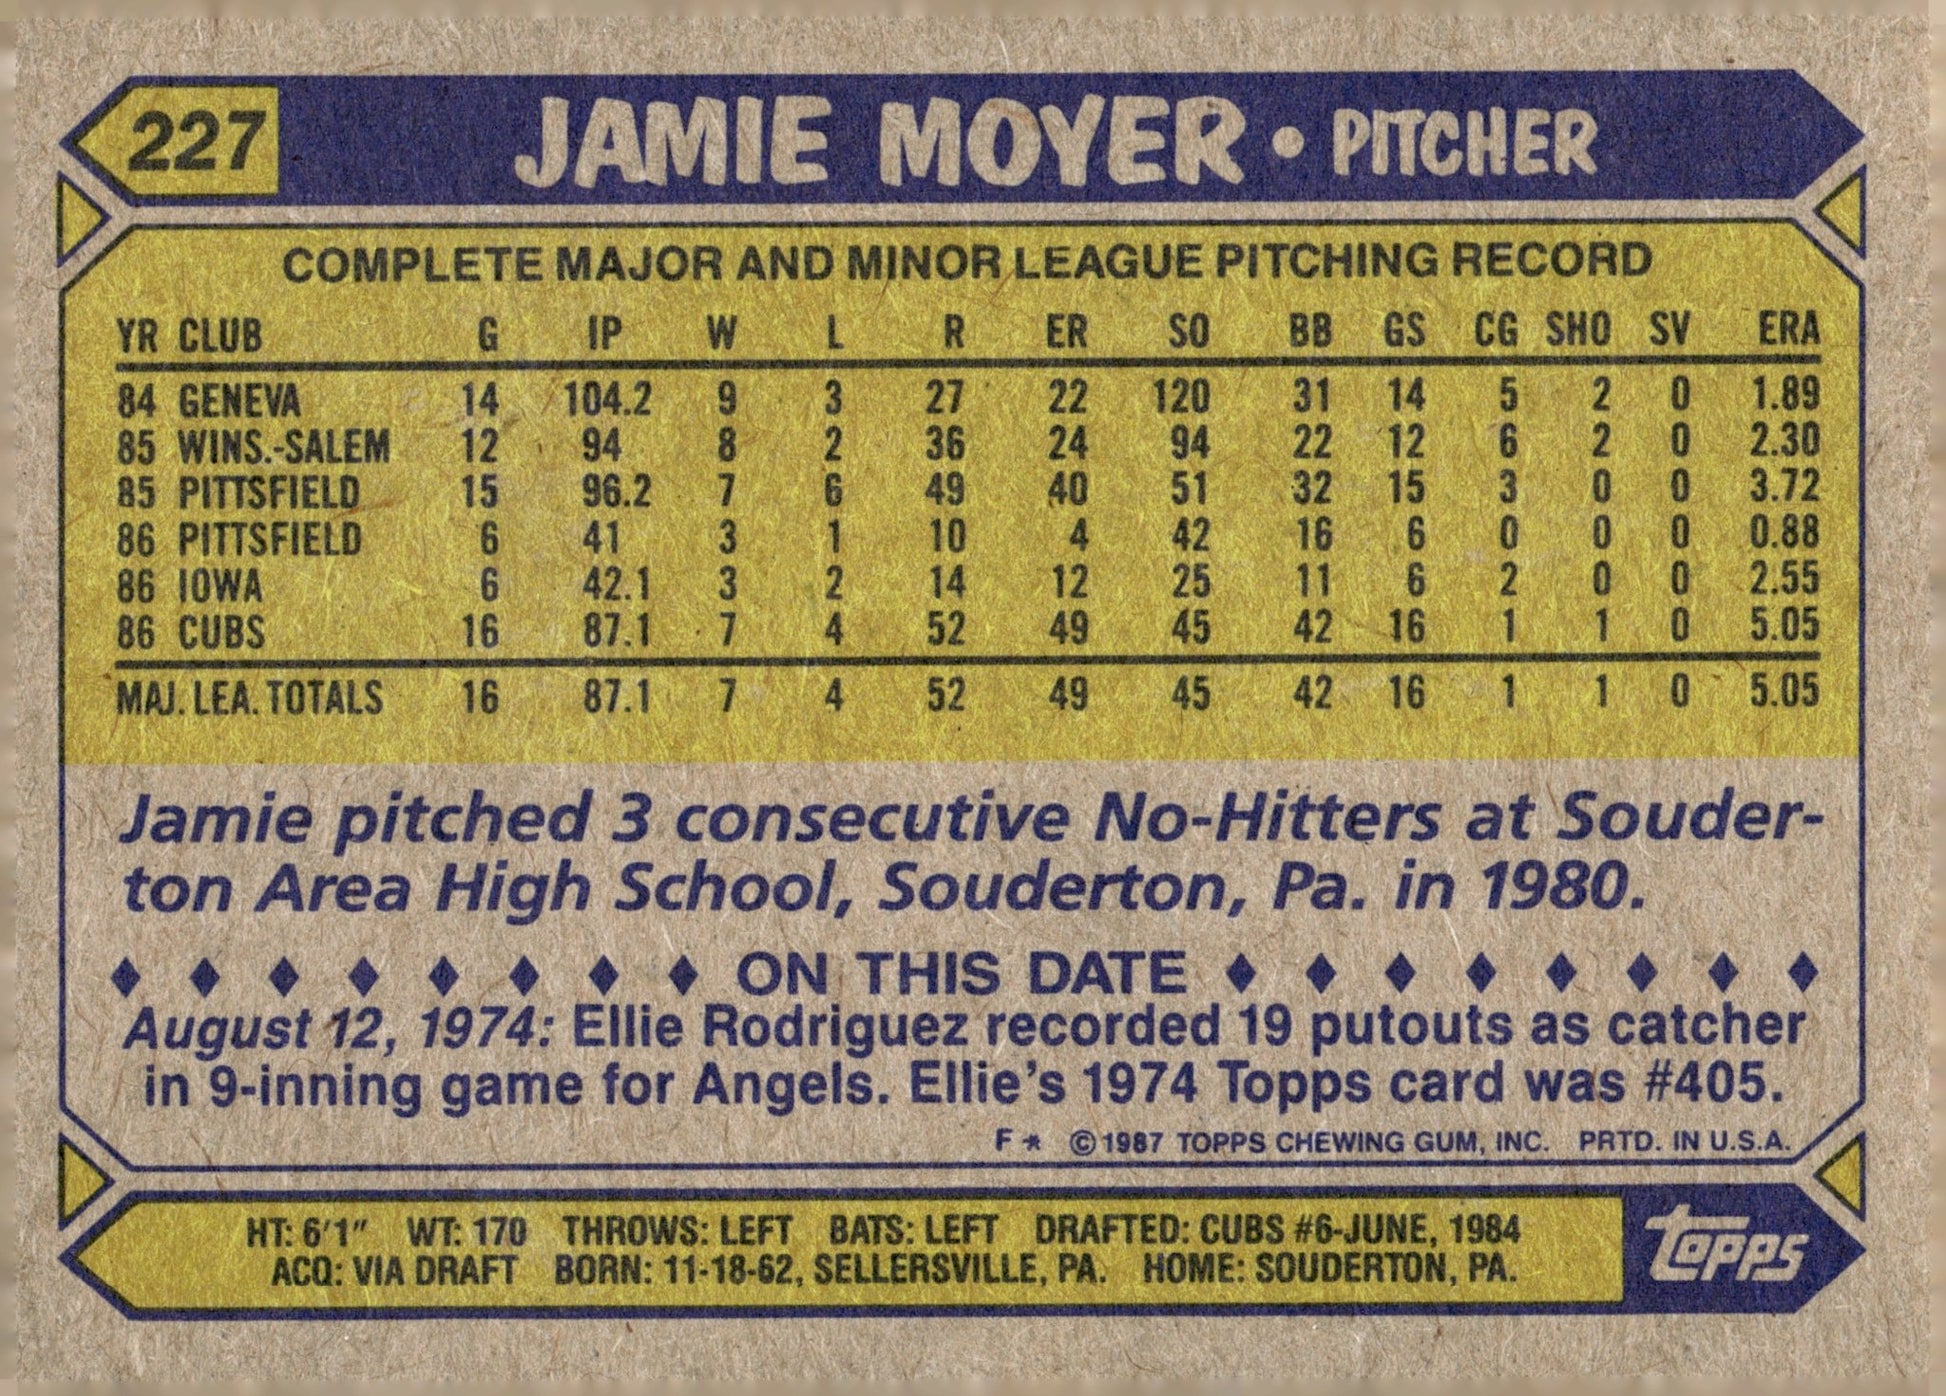 227 JAMIE MOYER • PITCHER
COMPLETE MAJOR AND MINOR LEAGUE PITCHING RECORD
YR CLUB G IP W L R ER SO BB GS CG SHO SV ERA
84 GENEVA 14 104.2 9 3 27 22 120 31 14 5 2 0 1.89
85 WINS.-SALEM 12 94 8 2 36 24 94 22 12 6 2 0 2.30
85 PITTSFIELD 15 96.2 7 6 49 40 51 32 15 3 0 0 3.72
86 PITTSFIELD 6 41 3 1 10 4 42 16 6 0 0 0 0.88
86 IOWA 6 42.1 3 2 14 12 25 11 6 2 0 0 2.55
86 CUBS 16 87.1 7 4 52 49 45 42 16 1 1 0 5.05
MAJ. LEA. TOTALS 16 87.1 7 4 52 49 45 42 16 1 1 0 5.05
Jamie pitched 3 consecutive No-Hitters at Souder-
ton Area High School, Souderton, Pa. in 1980.
♦ ♦ ♦ ♦ ♦ ♦ ♦ ♦ ON THIS DATE ♦ ♦ ♦ ♦ ♦ ♦ ♦ ♦
August 12, 1974: Ellie Rodriguez recorded 19 putouts as catcher
in 9-inning game for Angels. Ellie's 1974 Topps card was #405.
F * ©1987 TOPPS CHEWING GUM, INC. PRTD. IN U.S.A.
HT: 6'1" WT: 170 THROWS: LEFT BATS: LEFT DRAFTED: CUBS #6-JUNE, 1984
ACQ: VIA DRAFT BORN: 11-18-62, SELLERSVILLE, PA. HOME: SOUDERTON, PA.
Topps